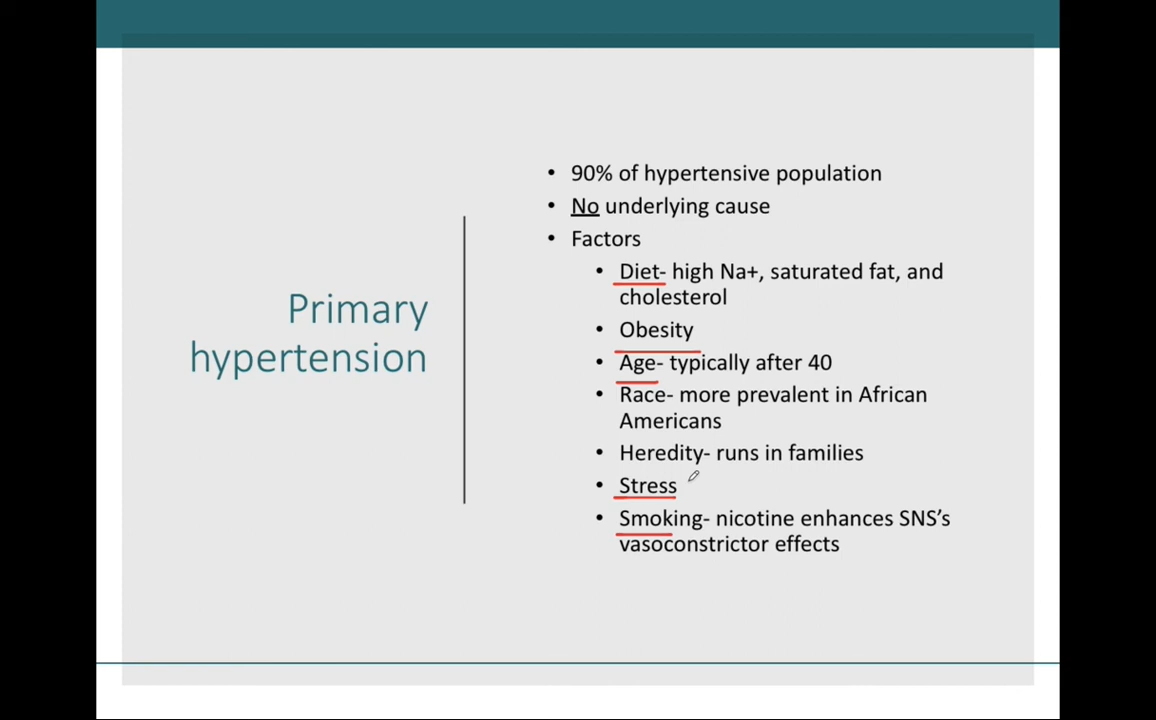 Primary
hypertension
• 90% of hypertensive population
• No underlying cause
• Factors
• Diet- high Na+, saturated fat, and
cholesterol
• Obesity
• Age- typically after 40
• Race- more prevalent in African
Americans
• Heredity- runs in families
• Stress
• Smoking- nicotine enhances SNS’s
vasoconstrictor effects